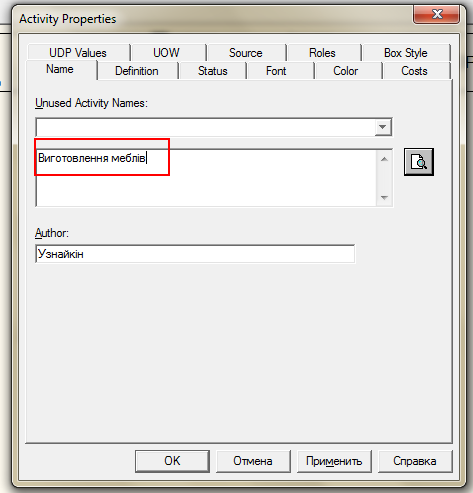 Activity Properties
UDP Values UOW Source Roles Box Style
Name Definition Status Font Color Costs
Unused Activity Names:
Виготовлення меблів
Author:
Узнайкін
OK Отмена Применить Справка